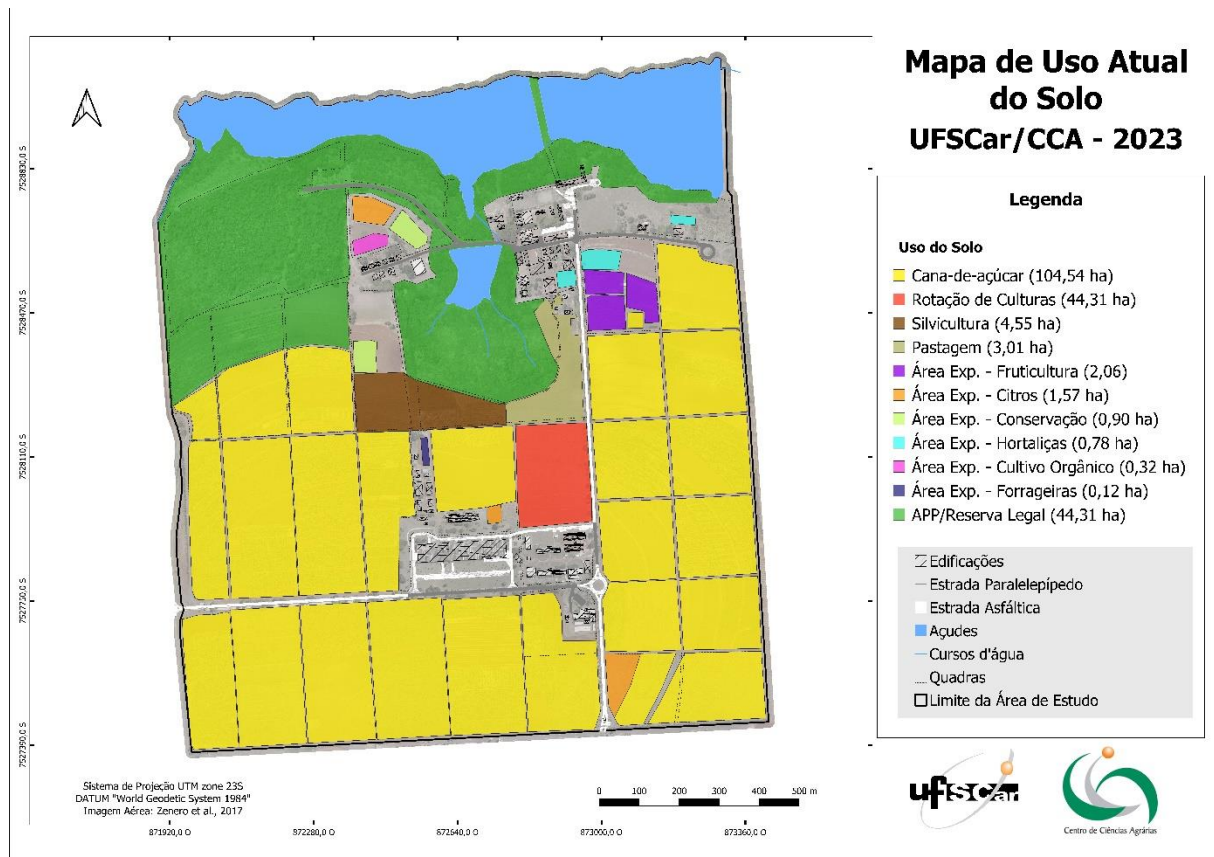 Mapa de Uso Atual
do Solo
UFSCar/CCA - 2023
Legenda
Uso do Solo
Cana-de-açúcar (104,54 ha)
Rotação de Culturas (44,31 ha)
Silvicultura (4,55 ha)
Pastagem (3,01 ha)
Área Exp. - Fruticultura (2,06)
Área Exp. - Citros (1,57 ha)
Área Exp. - Conservação (0,90 ha)
Área Exp. - Hortaliças (0,78 ha)
Área Exp. - Cultivo Orgânico (0,32 ha)
Área Exp. - Forrageiras (0,12 ha)
APP/Reserva Legal (44,31 ha)
Edificações
Estrada Paralelepípedo
Estrada Asfáltica
Açudes
Cursos d'água
Quadras
Limite da Área de Estudo
7528830,0 S
7528470,0 S
7528110,0 S
7527730,0 S
7527390,0 S
Sistema de Projeção UTM zone 23S
DATUM "World Geodetic System 1984"
Imagem Aérea: Zenero et al., 2017
0 100 200 300 400 500 m
871920,0 O
872280,0 O
872640,0 O
873000,0 O
873360,0 O
ufscar
Centro de Ciências Agrárias